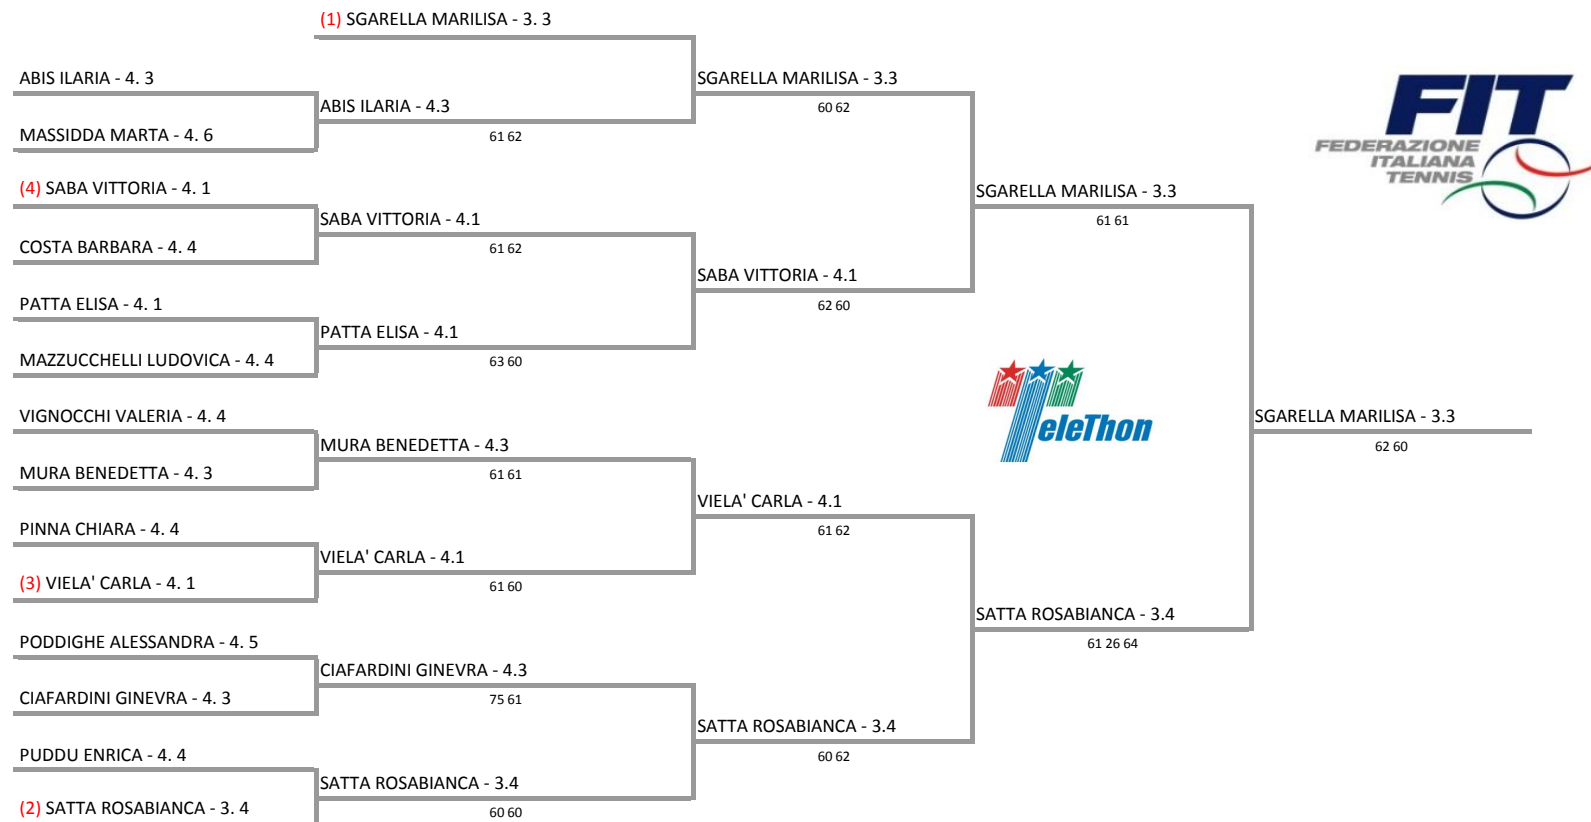 (1) SGARELLA MARILISA - 3. 3
ABIS ILARIA - 4. 3
SGARELLA MARILISA - 3.3
ABIS ILARIA - 4.3
60 62
MASSIDDA MARTA - 4. 6
61 62
FIT
FEDERAZIONE
ITALIANA
TENNIS
(4) SABA VITTORIA - 4. 1
SGARELLA MARILISA - 3.3
SABA VITTORIA - 4.1
61 61
COSTA BARBARA - 4. 4
61 62
SABA VITTORIA - 4.1
PATTA ELISA - 4. 1
62 60
PATTA ELISA - 4.1
MAZZUCCHELLI LUDOVICA - 4. 4
63 60
TeleThon
VIGNOCCHI VALERIA - 4. 4
SGARELLA MARILISA - 3.3
MURA BENEDETTA - 4.3
62 60
MURA BENEDETTA - 4. 3
61 61
VIELA' CARLA - 4.1
PINNA CHIARA - 4. 4
61 62
VIELA' CARLA - 4.1
(3) VIELA' CARLA - 4. 1
61 60
SATTA ROSABIANCA - 3.4
PODDIGHE ALESSANDRA - 4. 5
61 26 64
CIAFARDINI GINEVRA - 4.3
CIAFARDINI GINEVRA - 4. 3
75 61
SATTA ROSABIANCA - 3.4
PUDDU ENRICA - 4. 4
60 62
SATTA ROSABIANCA - 3.4
(2) SATTA ROSABIANCA - 3. 4
60 60